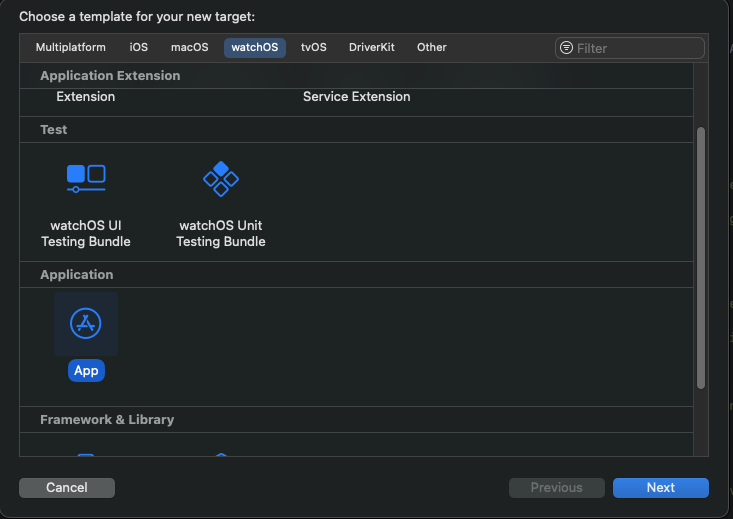 Choose a template for your new target:
Multiplatform iOS macOS watchOS tvOS DriverKit Other Filter
Application Extension
Extension Service Extension
Test
watchOS UI Testing Bundle
watchOS Unit Testing Bundle
Application
App
Framework & Library
Cancel Previous Next